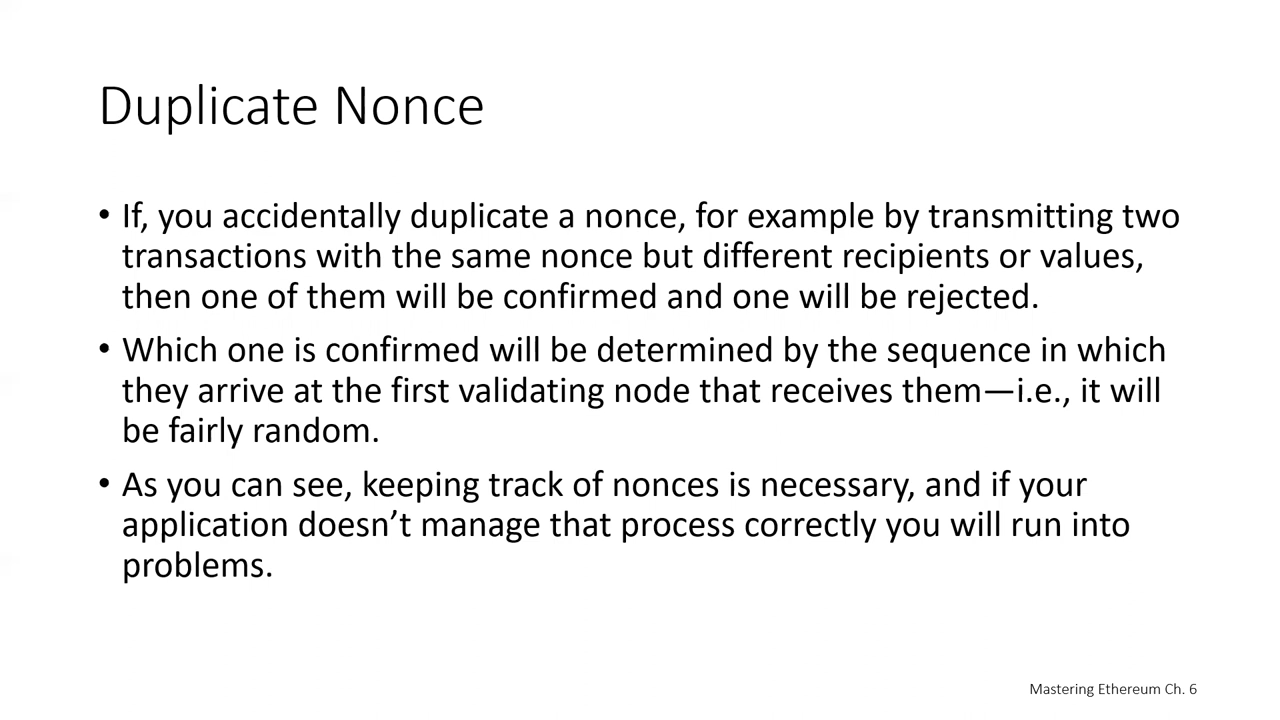 Duplicate Nonce
• If, you accidentally duplicate a nonce, for example by transmitting two
transactions with the same nonce but different recipients or values,
then one of them will be confirmed and one will be rejected.
• Which one is confirmed will be determined by the sequence in which
they arrive at the first validating node that receives them—i.e., it will
be fairly random.
• As you can see, keeping track of nonces is necessary, and if your
application doesn’t manage that process correctly you will run into
problems.
Mastering Ethereum Ch. 6